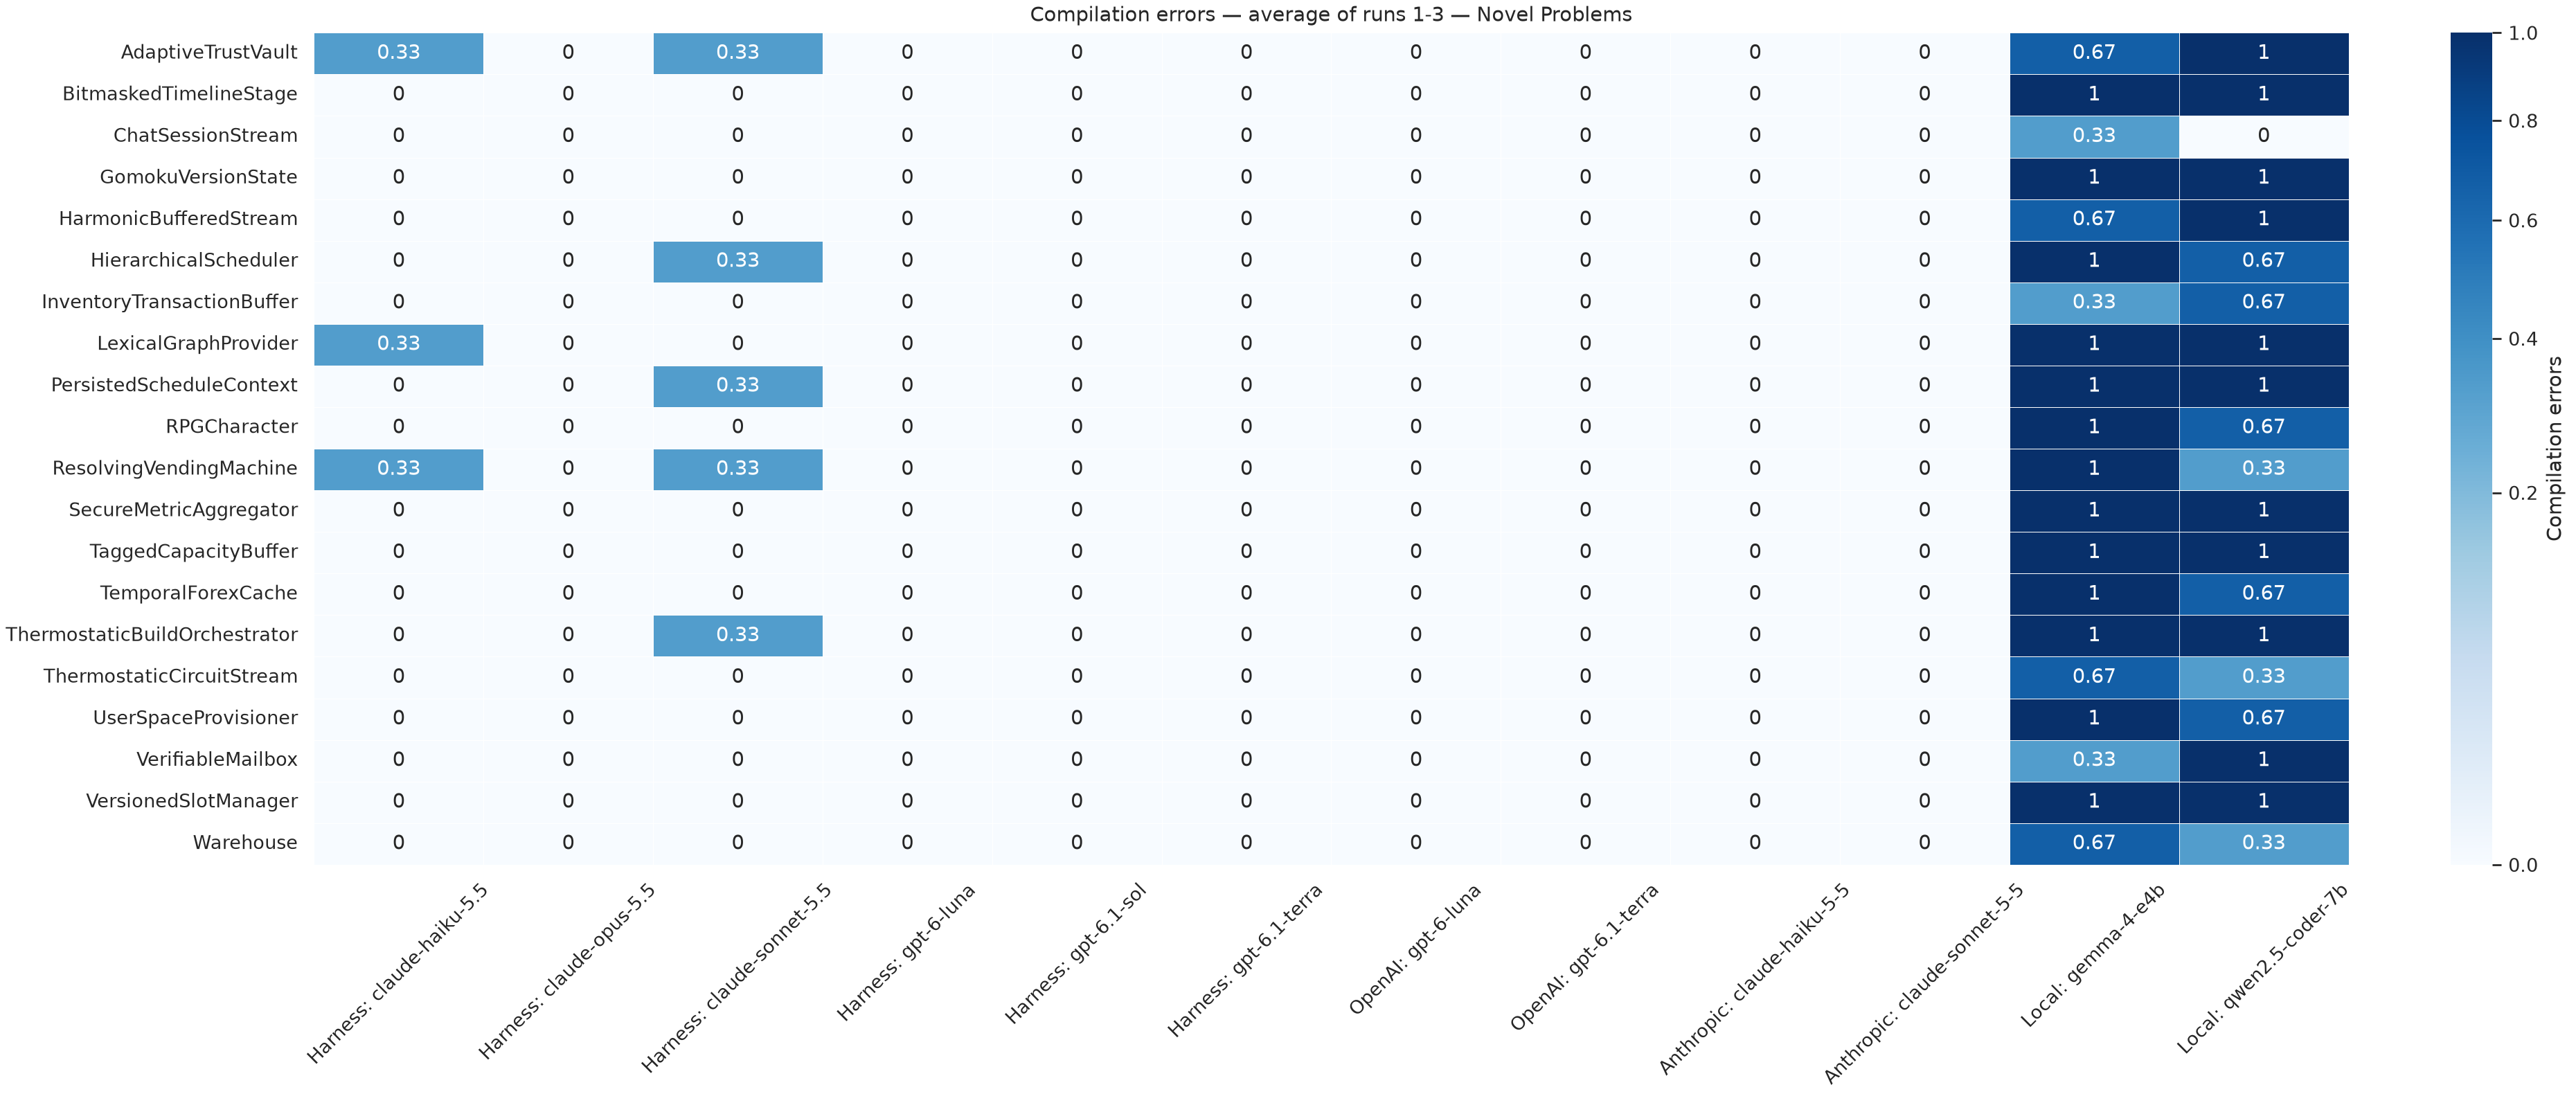 Compilation errors — average of runs 1-3 — Novel Problems
AdaptiveTrustVault 0.33 0 0.33 0 0 0 0 0 0 0 0.67 1
BitmaskedTimelineStage 0 0 0 0 0 0 0 0 0 0 1 1
ChatSessionStream 0 0 0 0 0 0 0 0 0 0 0.33 0
GomokuVersionState 0 0 0 0 0 0 0 0 0 0 1 1
HarmonicBufferedStream 0 0 0 0 0 0 0 0 0 0 0.67 1
HierarchicalScheduler 0 0 0.33 0 0 0 0 0 0 0 1 0.67
InventoryTransactionBuffer 0 0 0 0 0 0 0 0 0 0 0.33 0.67
LexicalGraphProvider 0.33 0 0 0 0 0 0 0 0 0 1 1
PersistedScheduleContext 0 0 0.33 0 0 0 0 0 0 0 1 1
RPGCharacter 0 0 0 0 0 0 0 0 0 0 1 0.67
ResolvingVendingMachine 0.33 0 0.33 0 0 0 0 0 0 0 1 0.33
SecureMetricAggregator 0 0 0 0 0 0 0 0 0 0 1 1
TaggedCapacityBuffer 0 0 0 0 0 0 0 0 0 0 1 1
TemporalForexCache 0 0 0 0 0 0 0 0 0 0 1 0.67
ThermostaticBuildOrchestrator 0 0 0.33 0 0 0 0 0 0 0 1 1
ThermostaticCircuitStream 0 0 0 0 0 0 0 0 0 0 0.67 0.33
UserSpaceProvisioner 0 0 0 0 0 0 0 0 0 0 1 0.67
VerifiableMailbox 0 0 0 0 0 0 0 0 0 0 0.33 1
VersionedSlotManager 0 0 0 0 0 0 0 0 0 0 1 1
Warehouse 0 0 0 0 0 0 0 0 0 0 0.67 0.33
Harness: claude-haiku-5.5
Harness: claude-opus-5.5
Harness: claude-sonnet-5.5
Harness: gpt-6-luna
Harness: gpt-6.1-sol
Harness: gpt-6.1-terra
OpenAI: gpt-6-luna
OpenAI: gpt-6.1-terra
Anthropic: claude-haiku-5-5
Anthropic: claude-sonnet-5-5
Local: gemma-4-e4b
Local: qwen2.5-coder-7b
1.0
0.8
0.6
0.4
0.2
0.0
Compilation errors